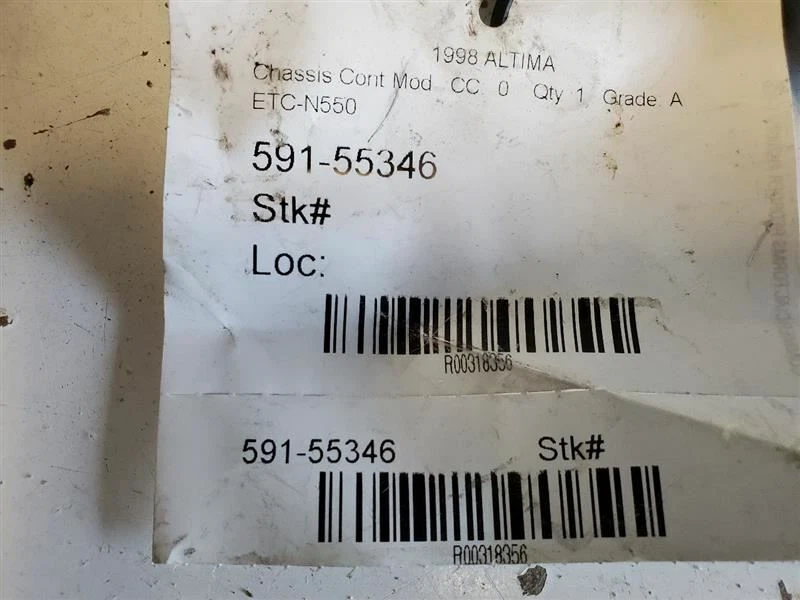 1998 ALTIMA
Chassis Cont Mod CC: 0 Qty 1 Grade: A
ETC-N550
591-55346
Stk#
Loc:
R00318356
591-55346 Stk#
R00318356